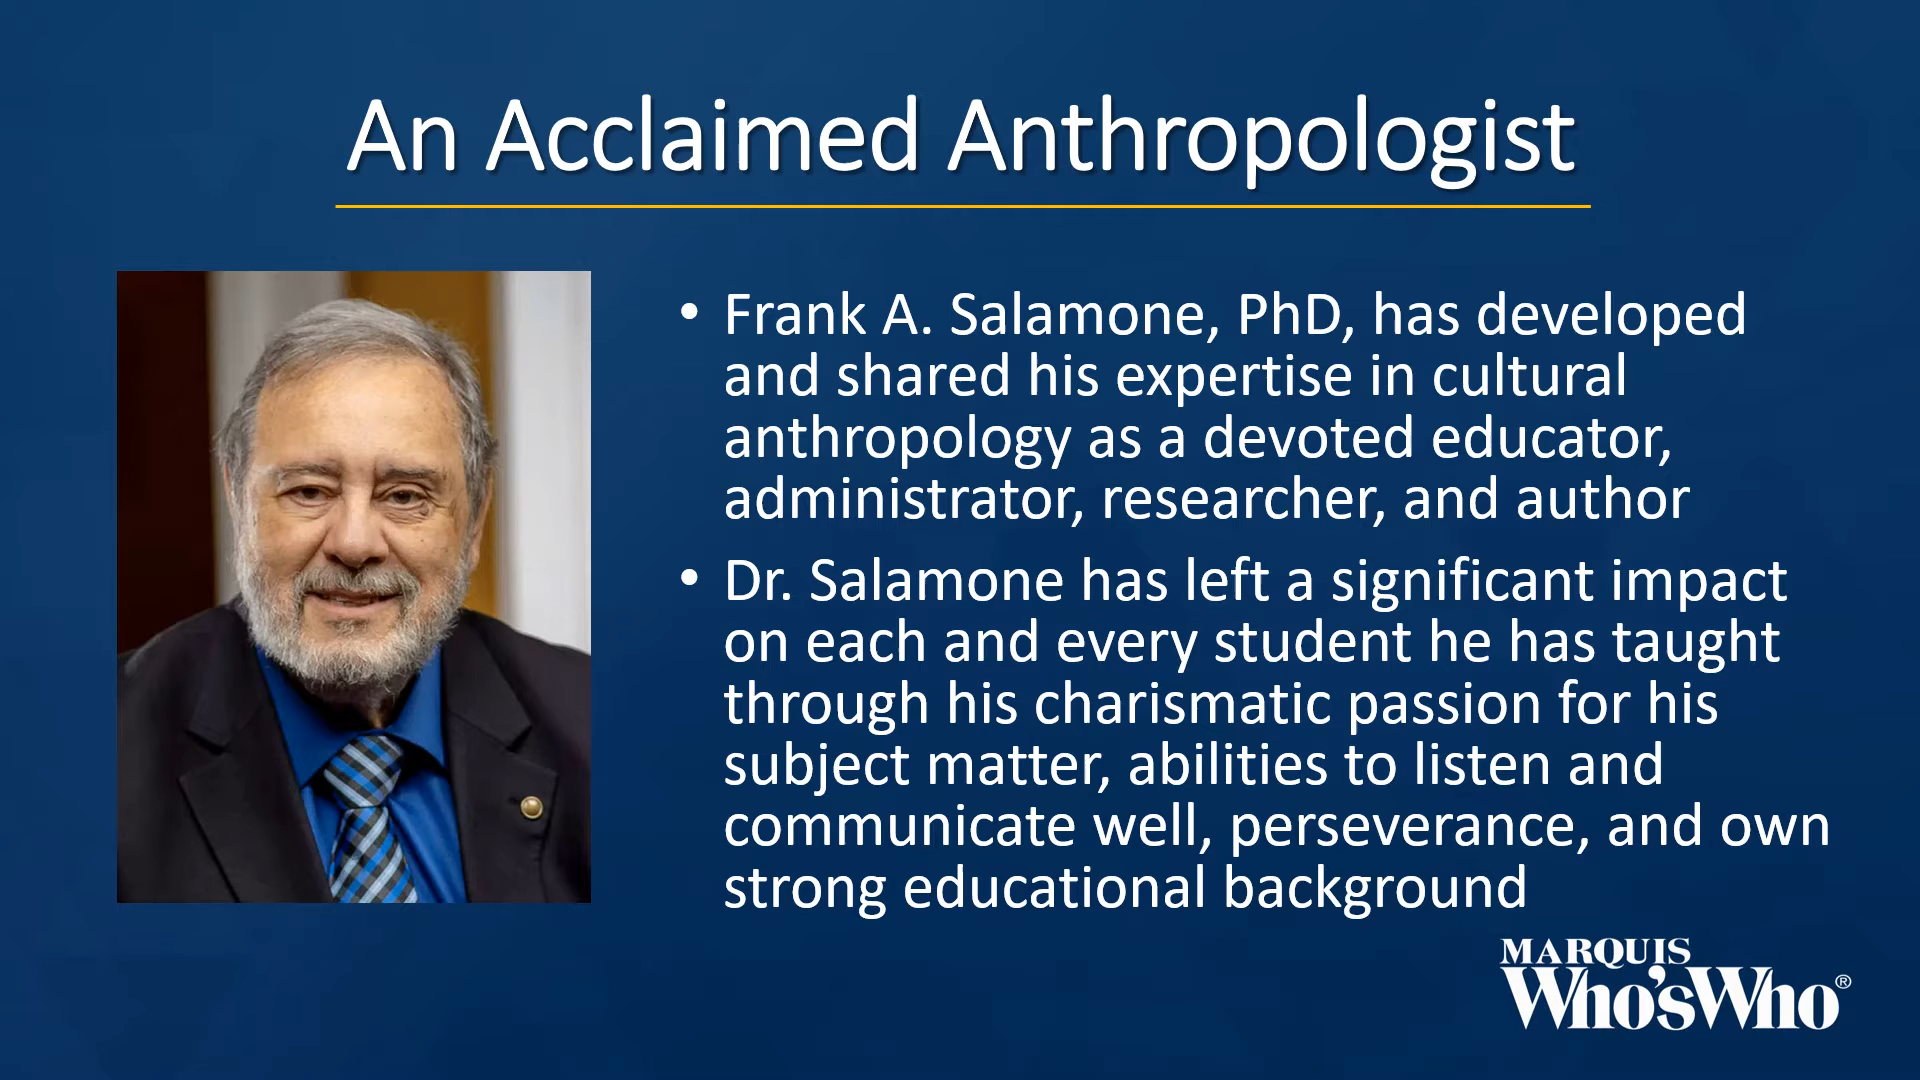 An Acclaimed Anthropologist
• Frank A. Salamone, PhD, has developed
and shared his expertise in cultural
anthropology as a devoted educator,
administrator, researcher, and author
• Dr. Salamone has left a significant impact
on each and every student he has taught
through his charismatic passion for his
subject matter, abilities to listen and
communicate well, perseverance, and own
strong educational background
MARQUIS
Who'sWho®